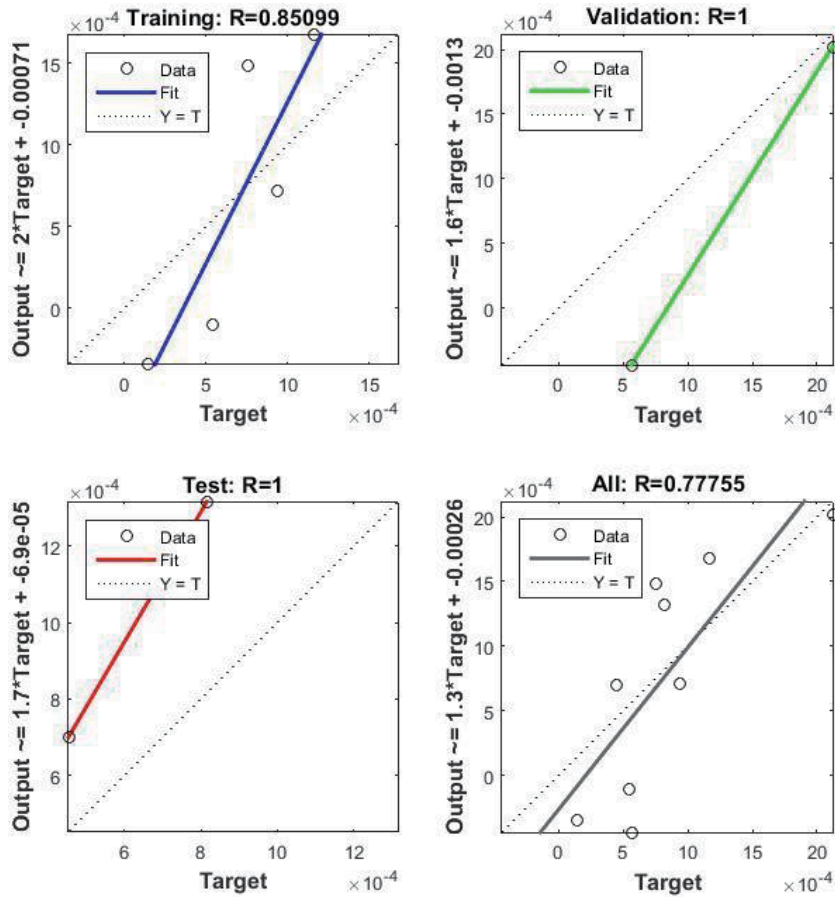 Training: R=0.85099
×10⁻⁴
Output ~= 2*Target + -0.00071
15
10
5
0
Data
Fit
Y = T
0 5 10 15
Target
×10⁻⁴
Validation: R=1
×10⁻⁴
Output ~= 1.6*Target + -0.0013
20
15
10
5
0
Data
Fit
Y = T
0 5 10 15 20
Target
×10⁻⁴
Test: R=1
×10⁻⁴
Output ~= 1.7*Target + -6.9e-05
12
10
8
6
Data
Fit
Y = T
6 8 10 12
Target
×10⁻⁴
All: R=0.77755
×10⁻⁴
Output ~= 1.3*Target + -0.00026
20
15
10
5
0
Data
Fit
Y = T
0 5 10 15 20
Target
×10⁻⁴